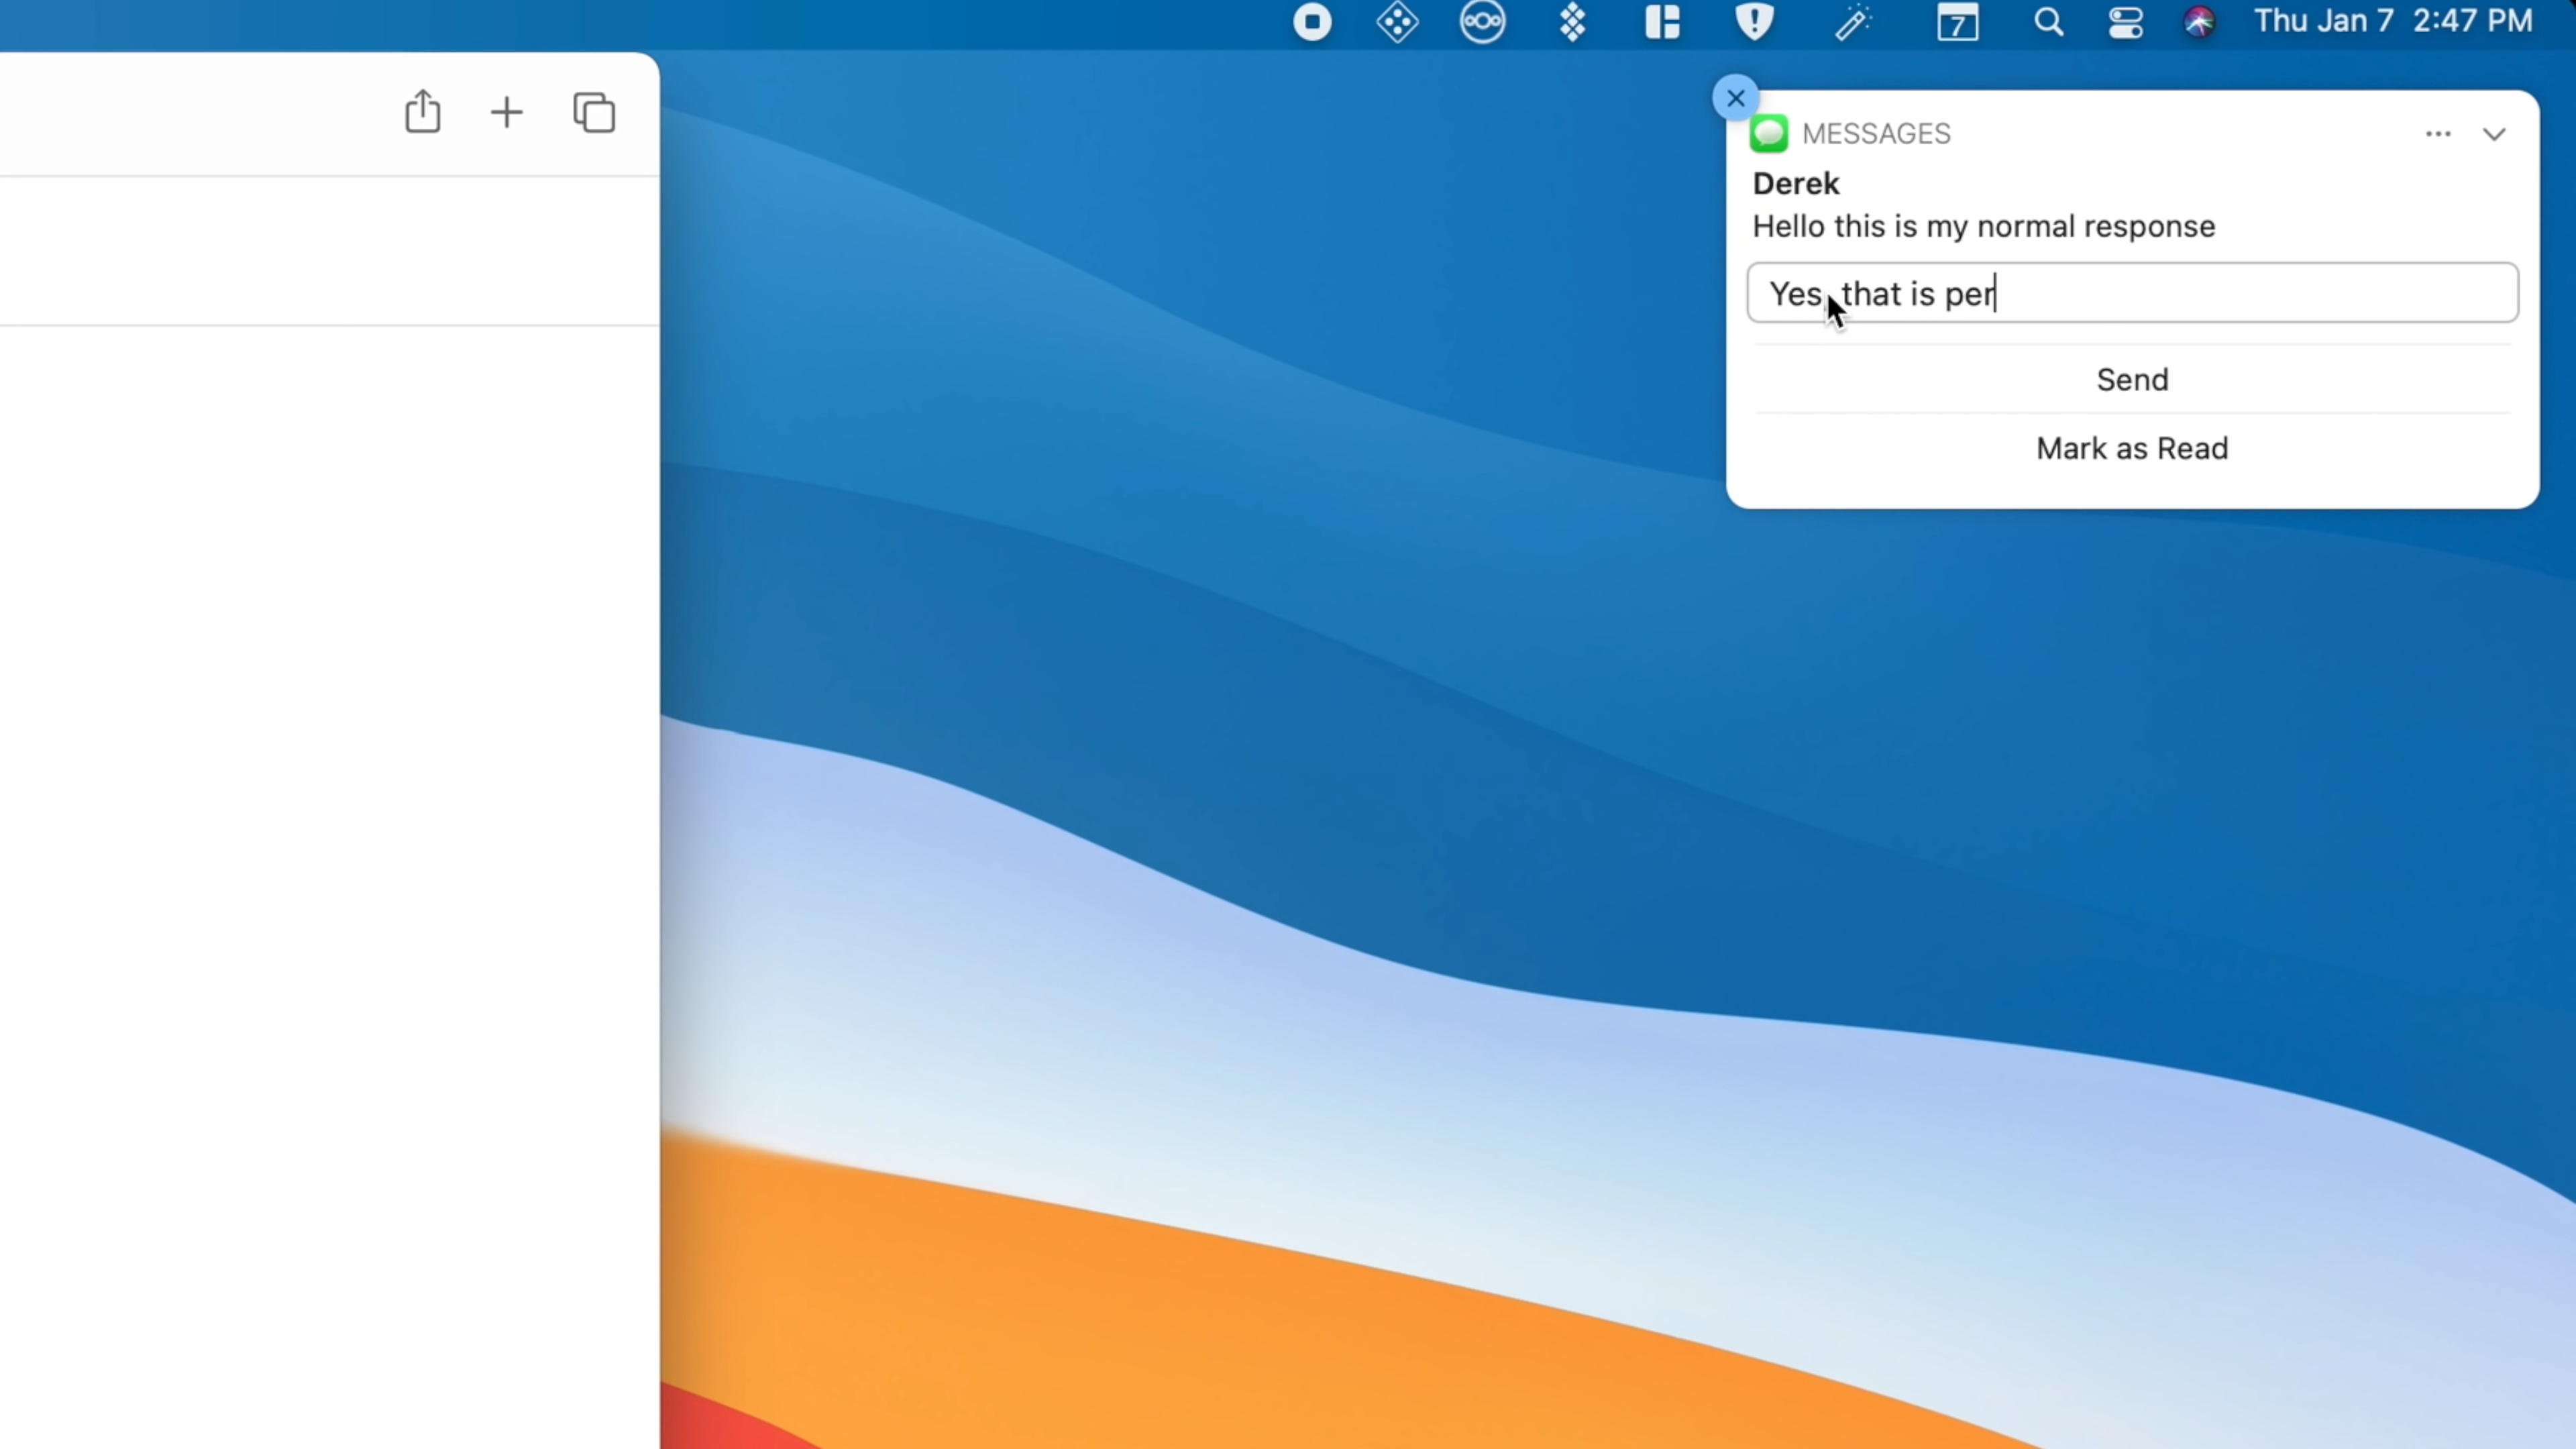 7
Thu Jan 7 2:47 PM
MESSAGES
Derek
Hello this is my normal response
Yes, that is per
Send
Mark as Read